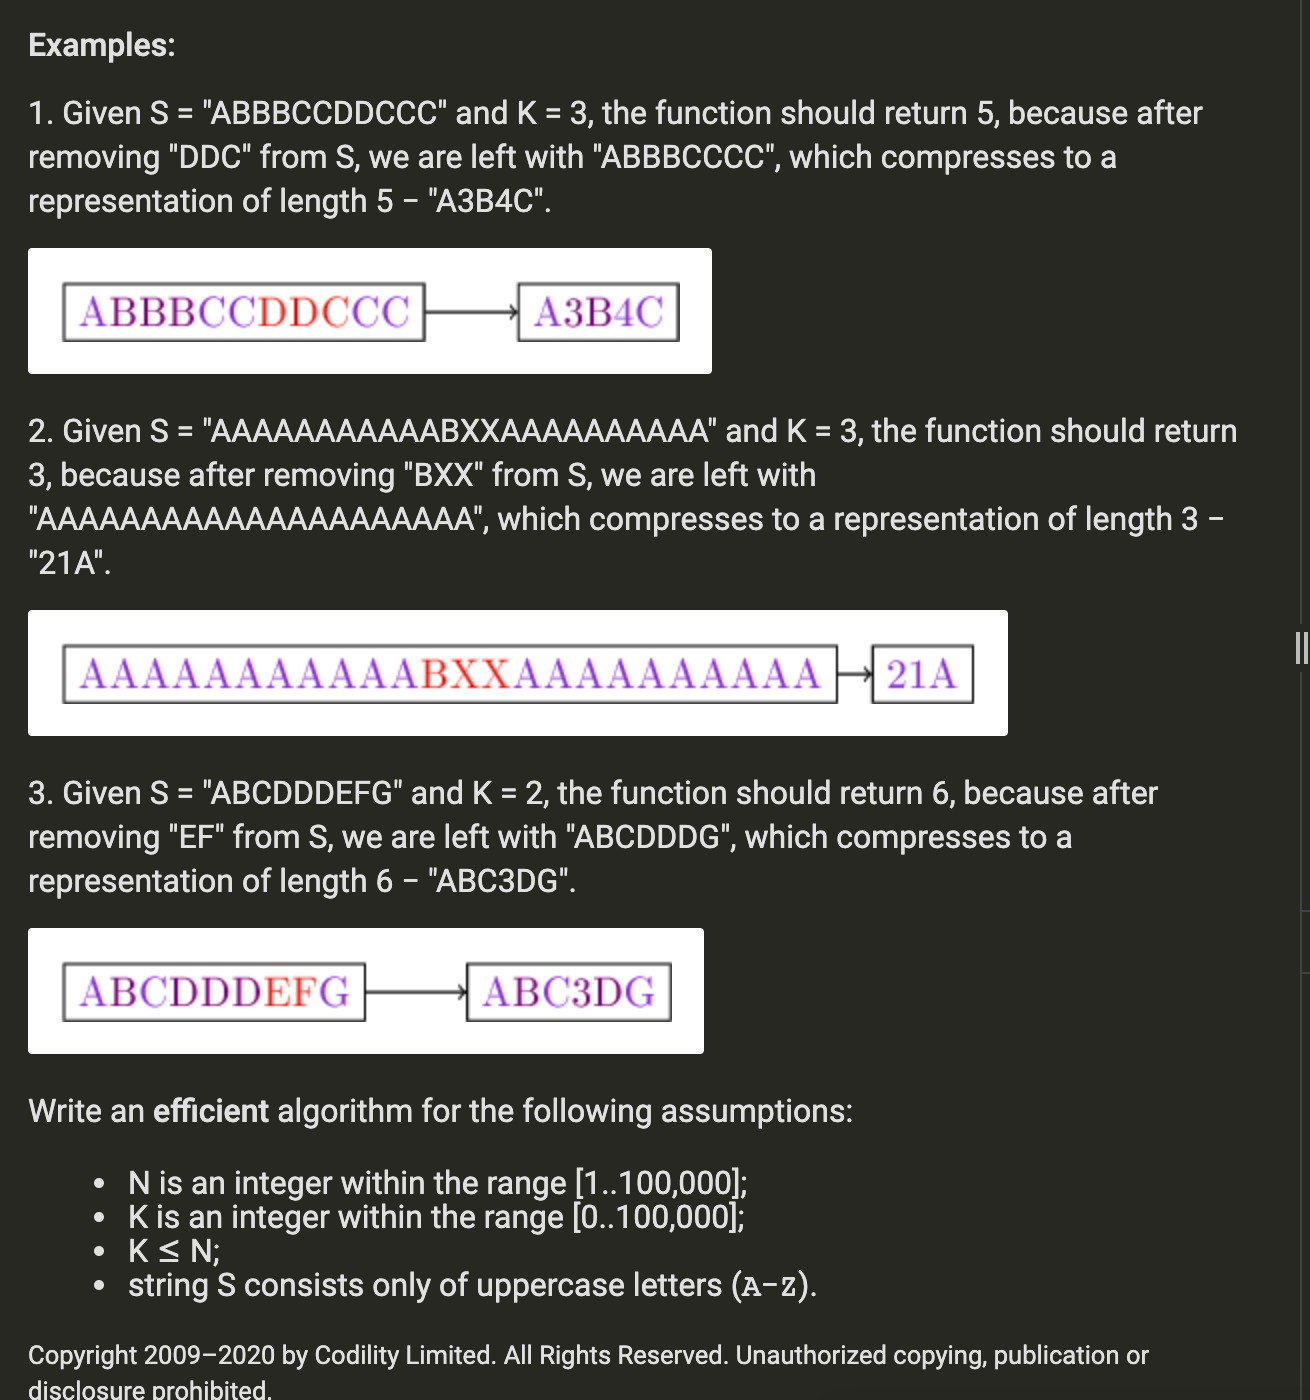 Examples:
1. Given S = "ABBBCCDDCCC" and K = 3, the function should return 5, because after
removing "DDC" from S, we are left with "ABBBCCCC", which compresses to a
representation of length 5 − "A3B4C".
ABBBCCDDCCC A3B4C
2. Given S = "AAAAAAAAAAABXXAAAAAAAAAA" and K = 3, the function should return
3, because after removing "BXX" from S, we are left with
"AAAAAAAAAAAAAAAAAAAAA", which compresses to a representation of length 3 −
"21A".
AAAAAAAAAAABXXAAAAAAAAAA 21A
3. Given S = "ABCDDDEFG" and K = 2, the function should return 6, because after
removing "EF" from S, we are left with "ABCDDDG", which compresses to a
representation of length 6 − "ABC3DG".
ABCDDDEFG ABC3DG
Write an efficient algorithm for the following assumptions:
• N is an integer within the range [1..100,000];
• K is an integer within the range [0..100,000];
• K ≤ N;
• string S consists only of uppercase letters (A-Z).
Copyright 2009–2020 by Codility Limited. All Rights Reserved. Unauthorized copying, publication or
disclosure prohibited.